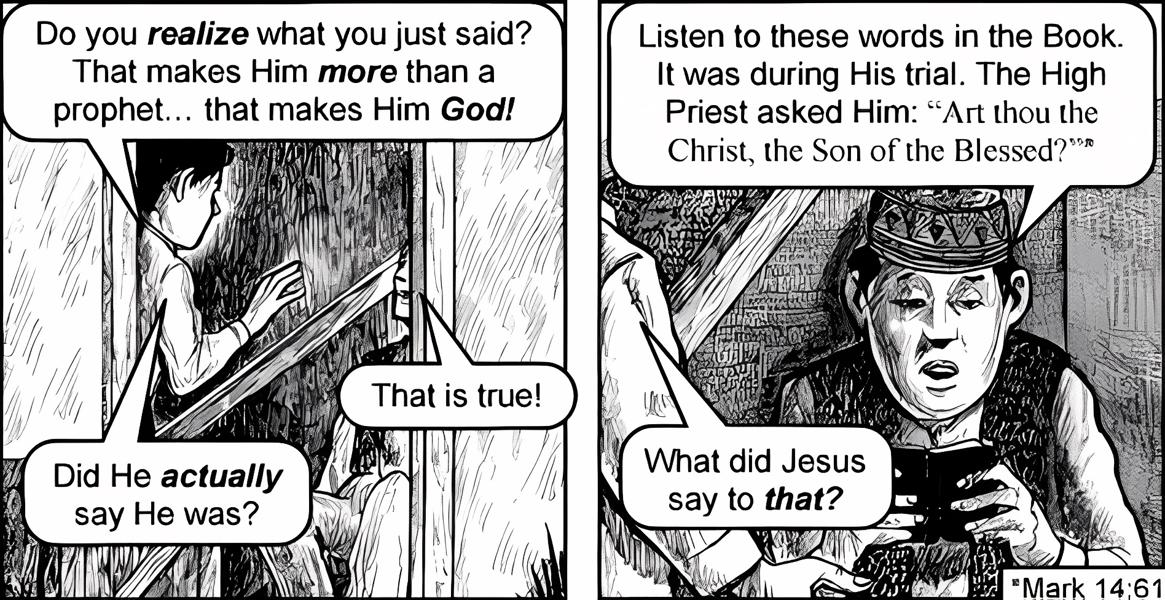 Do you realize what you just said?
That makes Him more than a
prophet... that makes Him God!
That is true!
Did He actually
say He was?
Listen to these words in the Book.
It was during His trial. The High
Priest asked Him: “Art thou the
Christ, the Son of the Blessed?”
What did Jesus
say to that?
Mark 14:61